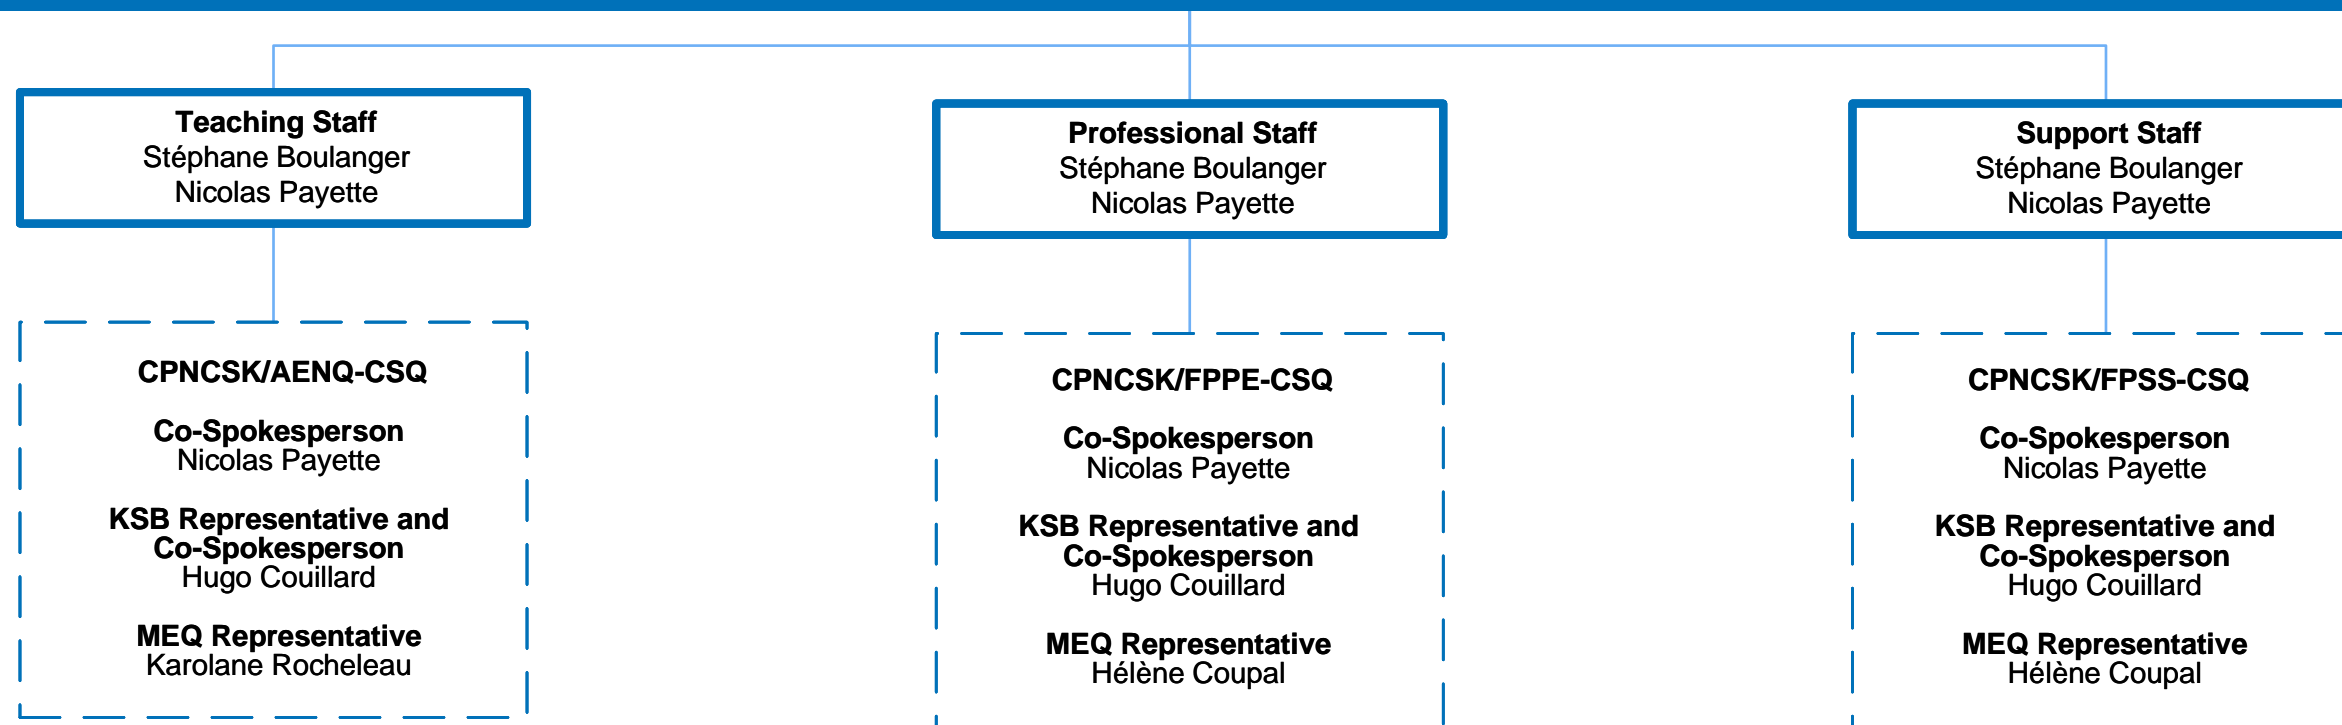 Teaching Staff
Stéphane Boulanger
Nicolas Payette
Professional Staff
Stéphane Boulanger
Nicolas Payette
Support Staff
Stéphane Boulanger
Nicolas Payette
CPNCSK/AENQ-CSQ
Co-Spokesperson
Nicolas Payette
KSB Representative and
Co-Spokesperson
Hugo Couillard
MEQ Representative
Karolane Rocheleau
CPNCSK/FPPE-CSQ
Co-Spokesperson
Nicolas Payette
KSB Representative and
Co-Spokesperson
Hugo Couillard
MEQ Representative
Hélène Coupal
CPNCSK/FPSS-CSQ
Co-Spokesperson
Nicolas Payette
KSB Representative and
Co-Spokesperson
Hugo Couillard
MEQ Representative
Hélène Coupal